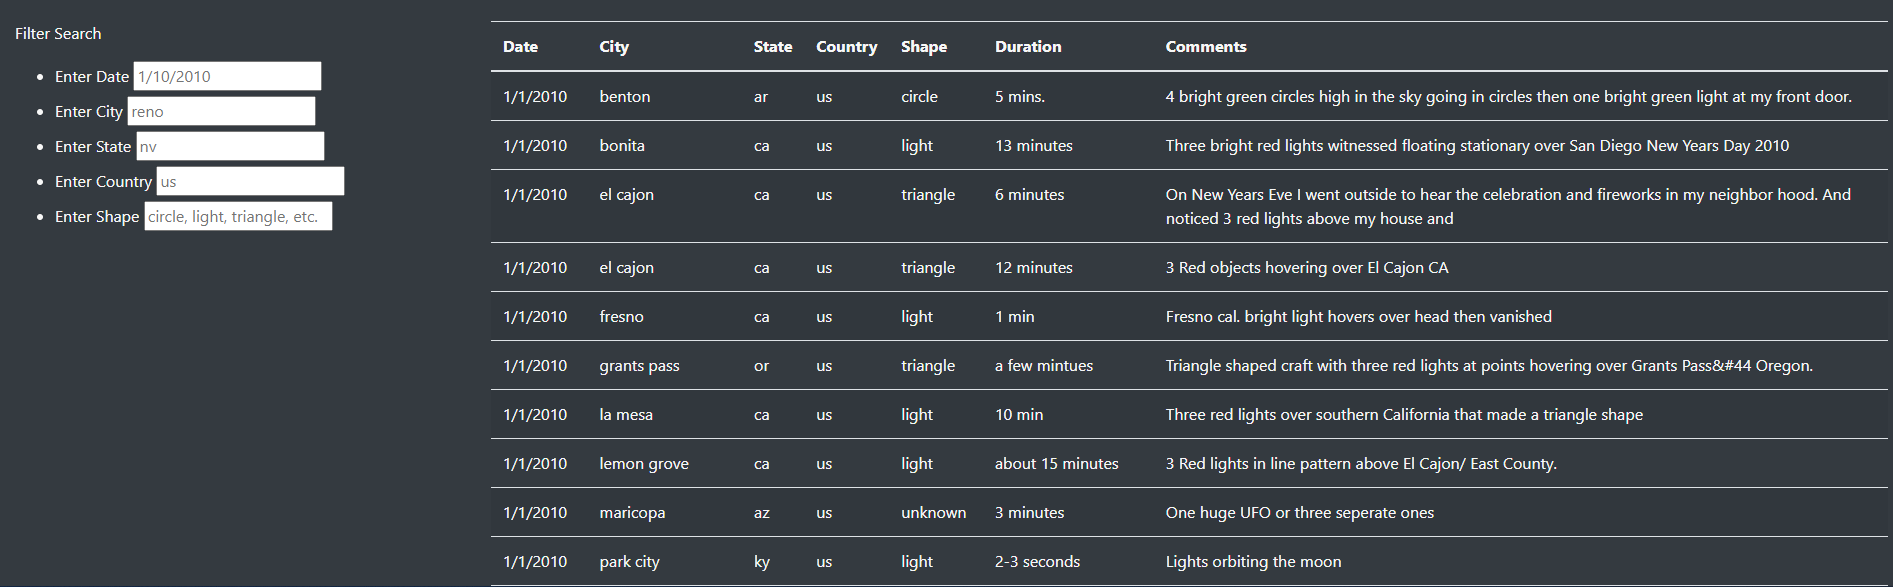 Filter Search
Enter Date 1/10/2010
Enter City reno
Enter State nv
Enter Country us
Enter Shape circle, light, triangle, etc.
Date City State Country Shape Duration Comments
1/1/2010 benton ar us circle 5 mins. 4 bright green circles high in the sky going in circles then one bright green light at my front door.
1/1/2010 bonita ca us light 13 minutes Three bright red lights witnessed floating stationary over San Diego New Years Day 2010
1/1/2010 el cajon ca us triangle 6 minutes On New Years Eve I went outside to hear the celebration and fireworks in my neighbor hood. And
noticed 3 red lights above my house and
1/1/2010 el cajon ca us triangle 12 minutes 3 Red objects hovering over El Cajon CA
1/1/2010 fresno ca us light 1 min Fresno cal. bright light hovers over head then vanished
1/1/2010 grants pass or us triangle a few mintues Triangle shaped craft with three red lights at points hovering over Grants Pass&#44 Oregon.
1/1/2010 la mesa ca us light 10 min Three red lights over southern California that made a triangle shape
1/1/2010 lemon grove ca us light about 15 minutes 3 Red lights in line pattern above El Cajon/ East County.
1/1/2010 maricopa az us unknown 3 minutes One huge UFO or three seperate ones
1/1/2010 park city ky us light 2-3 seconds Lights orbiting the moon